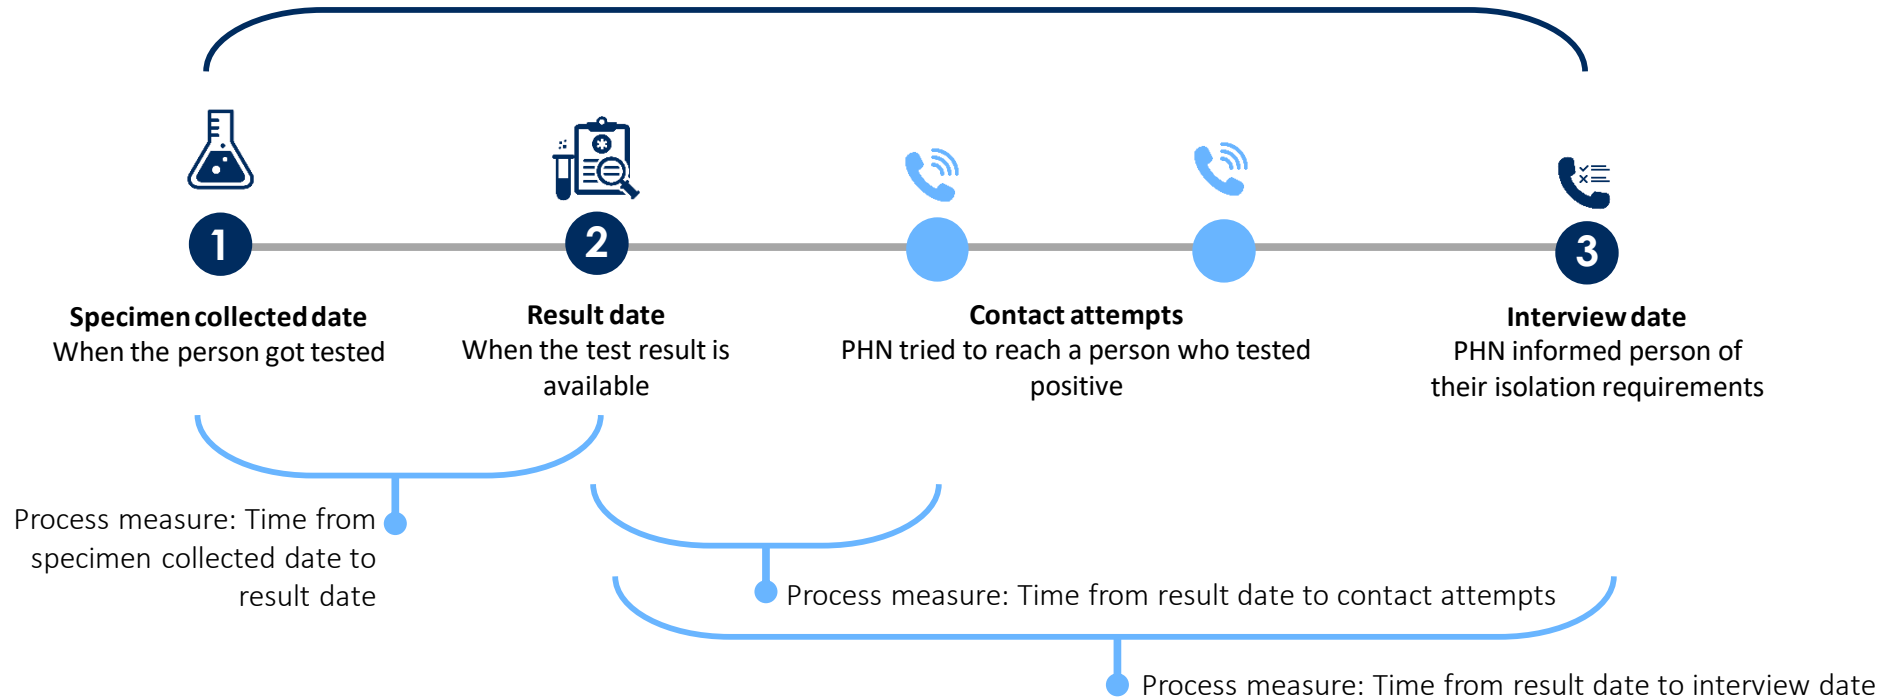 1
2
3
Specimen collected date
When the person got tested
Result date
When the test result is
available
Contact attempts
PHN tried to reach a person who tested
positive
Interview date
PHN informed person of
their isolation requirements
Process measure: Time from
specimen collected date to
result date
Process measure: Time from result date to contact attempts
Process measure: Time from result date to interview date